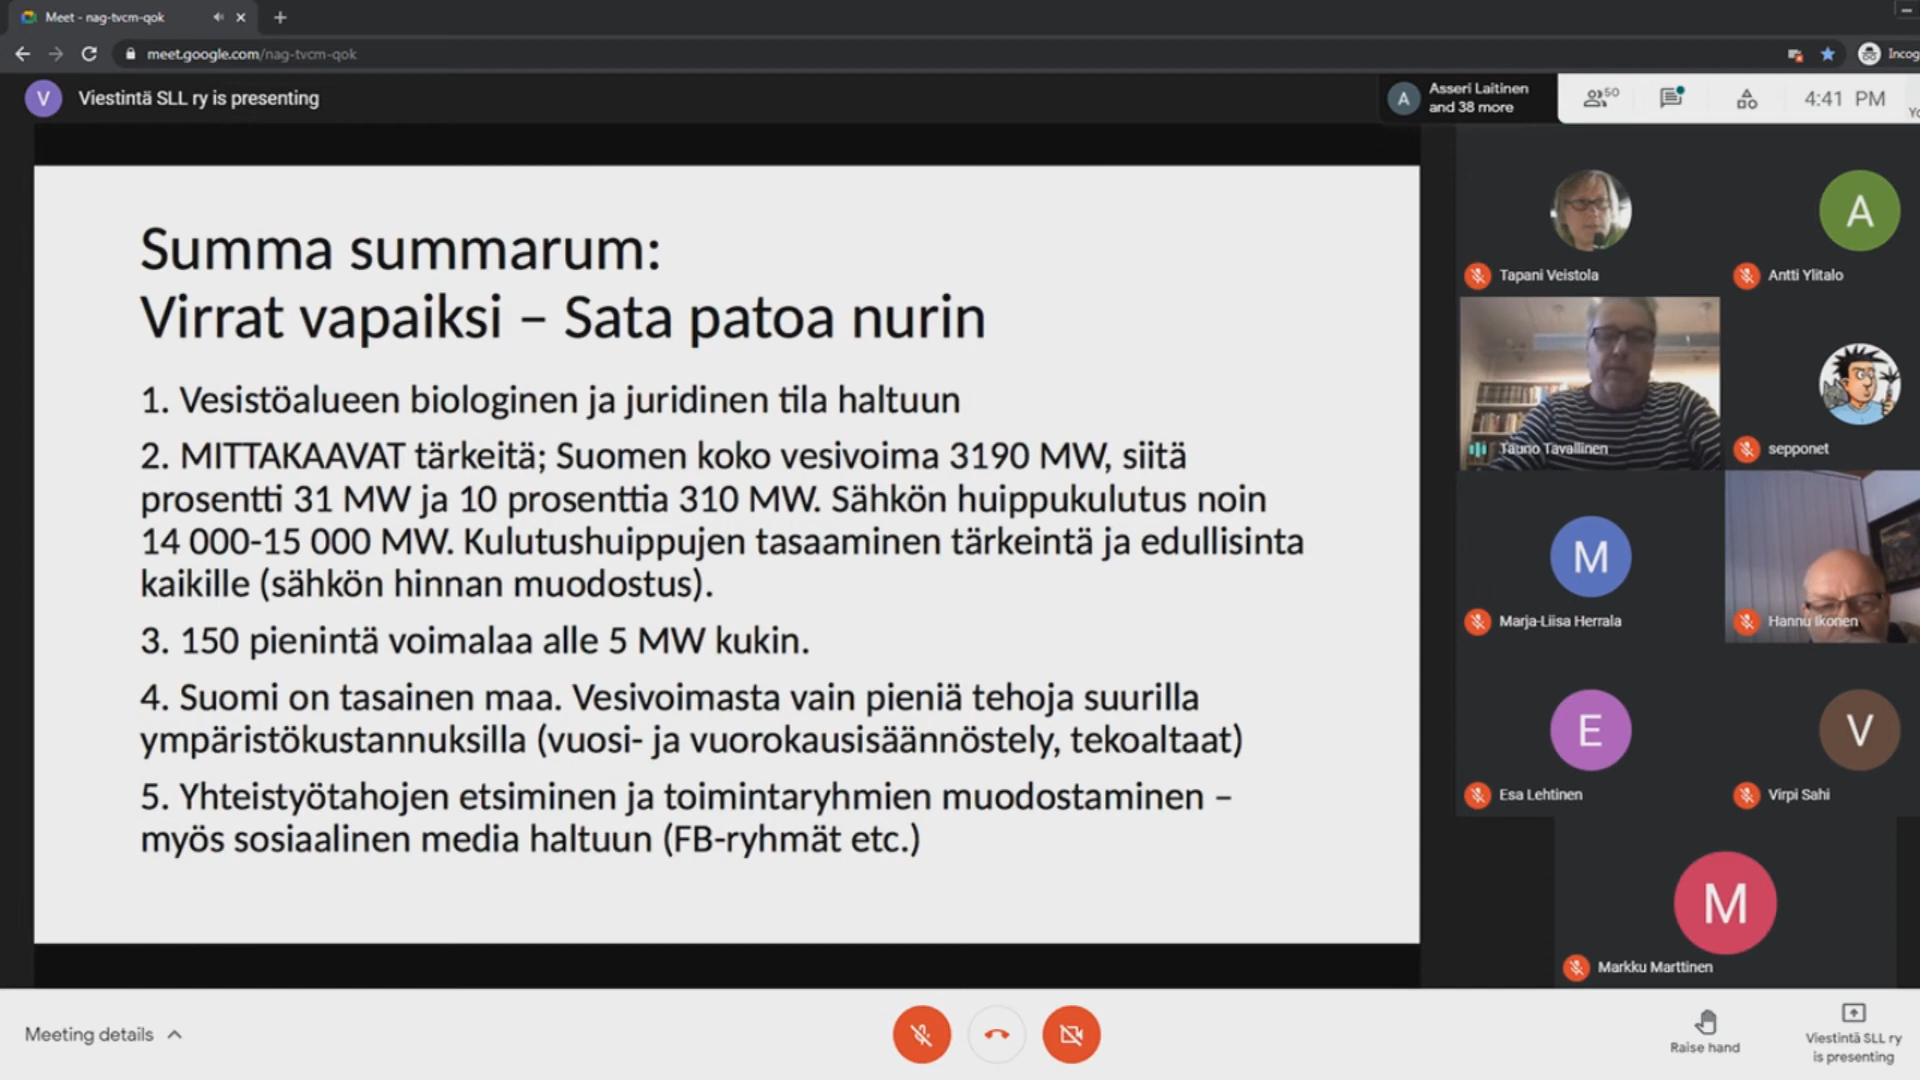 Meet - nag-tvcm-qok
meet.google.com/nag-tvcm-qok
V
Viestintä SLL ry is presenting
A
Asseri Laitinen
and 38 more
50
4:41 PM
Summa summarum:
Virrat vapaiksi – Sata patoa nurin
1. Vesistöalueen biologinen ja juridinen tila haltuun
2. MITTAKAAVAT tärkeitä; Suomen koko vesivoima 3190 MW, siitä
prosentti 31 MW ja 10 prosenttia 310 MW. Sähkön huippukulutus noin
14 000-15 000 MW. Kulutushuippujen tasaaminen tärkeintä ja edullisinta
kaikille (sähkön hinnan muodostus).
3. 150 pienintä voimalaa alle 5 MW kukin.
4. Suomi on tasainen maa. Vesivoimasta vain pieniä tehoja suurilla
ympäristökustannuksilla (vuosi- ja vuorokausisäännöstely, tekoaltaat)
5. Yhteistyötahojen etsiminen ja toimintaryhmien muodostaminen –
myös sosiaalinen media haltuun (FB-ryhmät etc.)
Tapani Veistola
A
Antti Ylitalo
Tauno Tavallinen
sepponet
M
Marja-Liisa Herrala
Hannu Ikonen
E
Esa Lehtinen
V
Virpi Sahi
M
Markku Marttinen
Meeting details
Raise hand
Viestintä SLL ry
is presenting